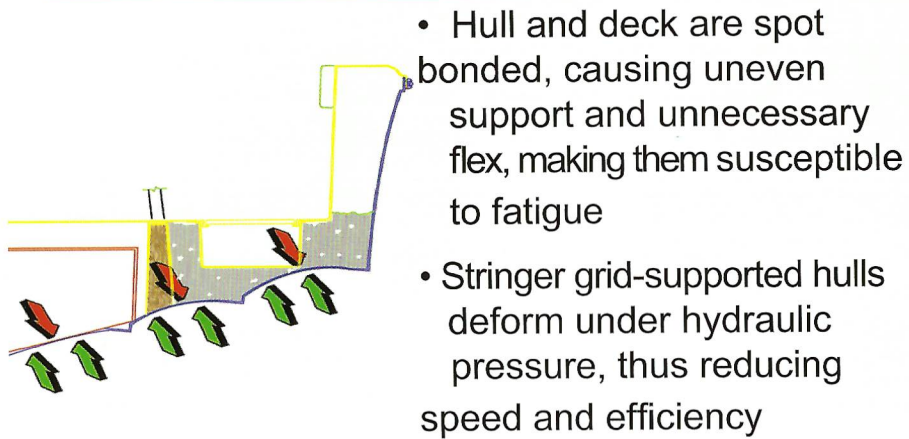 • Hull and deck are spot
bonded, causing uneven
support and unnecessary
flex, making them susceptible
to fatigue
• Stringer grid-supported hulls
deform under hydraulic
pressure, thus reducing
speed and efficiency